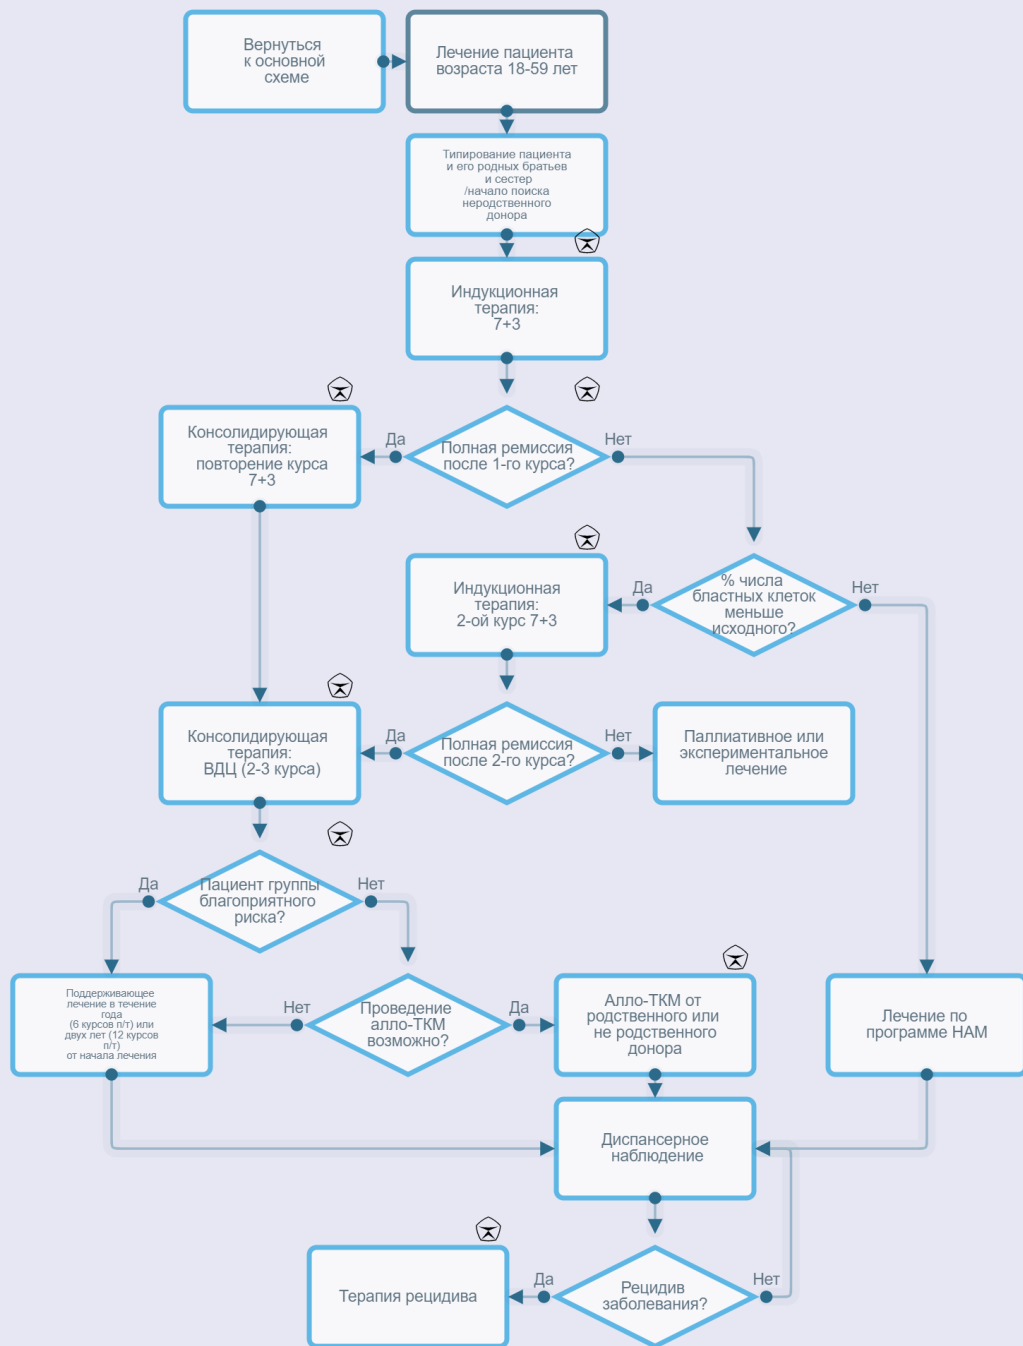 Вернуться
к основной
схеме
Лечение пациента
возраста 18-59 лет
Типирование пациента
и его родных братьев
и сестер
/начало поиска
неродственного
донора
Индукционная
терапия:
7+3
Консолидирующая
терапия:
повторение курса
7+3
Да
Полная ремиссия
после 1-го курса?
Нет
Индукционная
терапия:
2-ой курс 7+3
Да
% числа
бластных клеток
меньше
исходного?
Нет
Консолидирующая
терапия:
ВДЦ (2-3 курса)
Да
Полная ремиссия
после 2-го курса?
Нет
Паллиативное или
экспериментальное
лечение
Да
Пациент группы
благоприятного
риска?
Нет
Поддерживающее
лечение в течение
года
(6 курсов п/т) или
двух лет (12 курсов
п/т)
от начала лечения
Нет
Проведение
алло-ТКМ
возможно?
Да
Алло-ТКМ от
родственного или
не родственного
донора
Лечение по
программе НАМ
Диспансерное
наблюдение
Терапия рецидива
Да
Рецидив
заболевания?
Нет